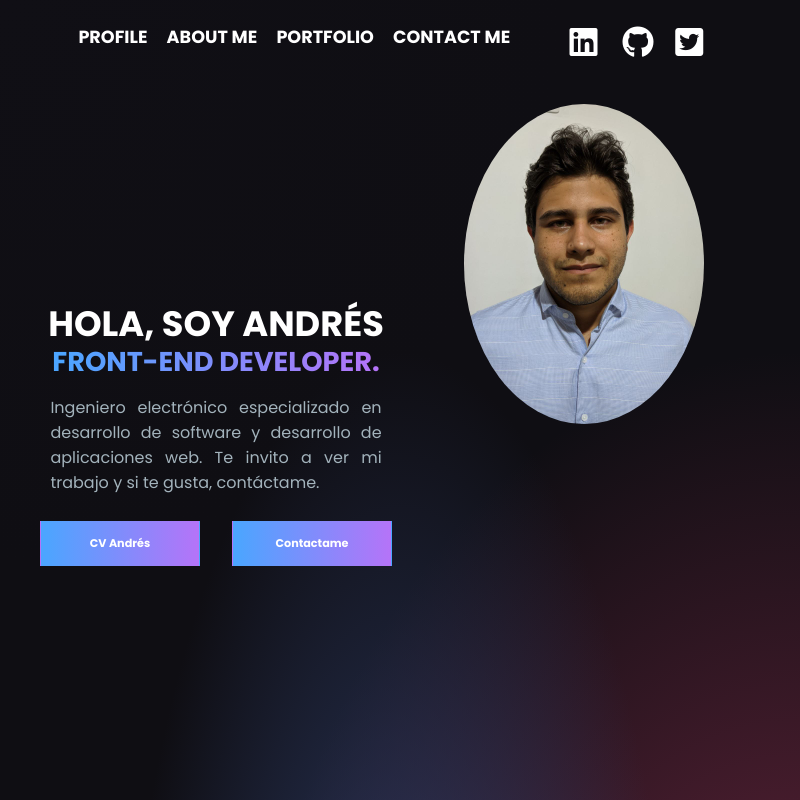 PROFILE ABOUT ME PORTFOLIO CONTACT ME
HOLA, SOY ANDRÉS
FRONT-END DEVELOPER.
Ingeniero electrónico especializado en
desarrollo de software y desarrollo de
aplicaciones web. Te invito a ver mi
trabajo y si te gusta, contáctame.
CV Andrés Contactame